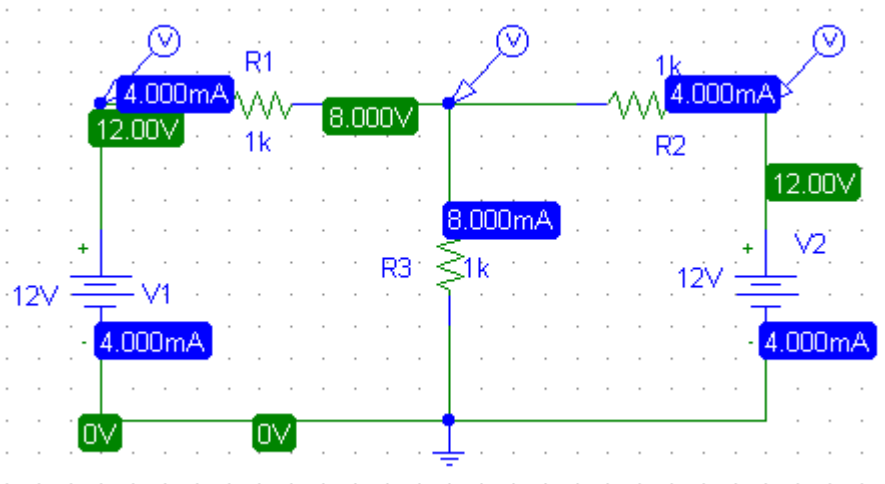 V
V
V
R1
1k
4.000mA
4.000mA
12.00V
1k
8.000V
R2
12.00V
8.000mA
+
R3
1k
+
V2
12V
V1
12V
-
4.000mA
-
4.000mA
0V
0V